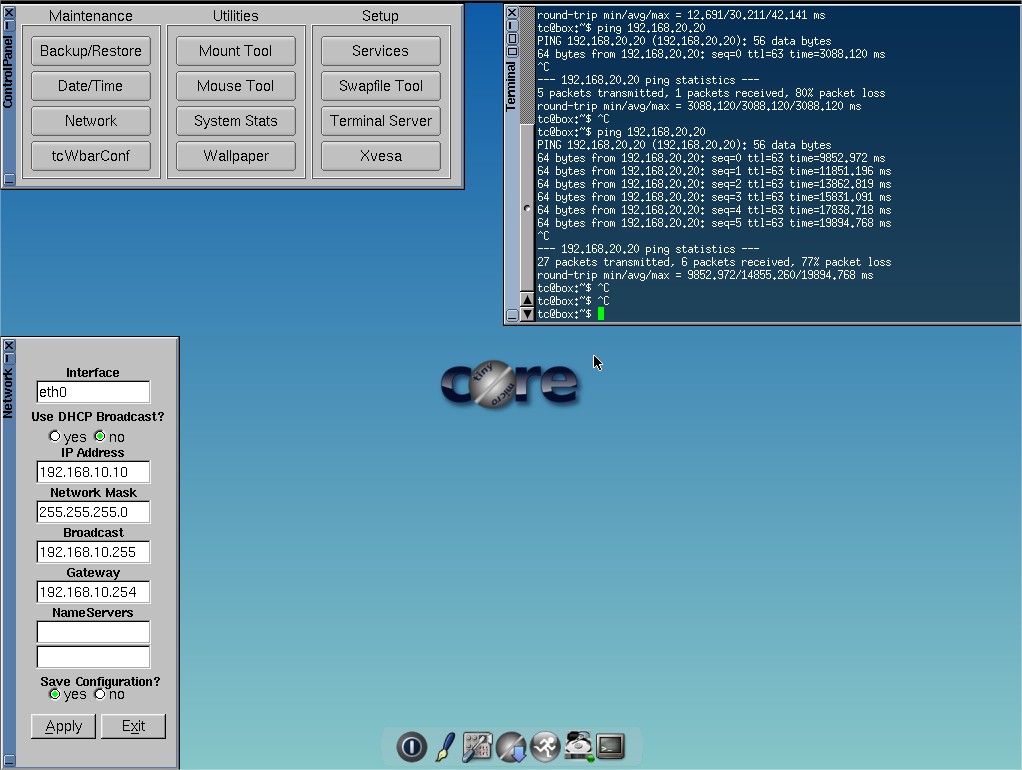 ControlPanel
Maintenance
Backup/Restore
Date/Time
Network
tcWbarConf
Utilities
Mount Tool
Mouse Tool
System Stats
Wallpaper
Setup
Services
Swapfile Tool
Terminal Server
Xvesa
Terminal
round-trip min/avg/max = 12.691/30.211/42.141 ms
tc@box:~$ ping 192.168.20.20
PING 192.168.20.20 (192.168.20.20): 56 data bytes
64 bytes from 192.168.20.20: seq=0 ttl=63 time=3088.120 ms
^C
--- 192.168.20.20 ping statistics ---
5 packets transmitted, 1 packets received, 80% packet loss
round-trip min/avg/max = 3088.120/3088.120/3088.120 ms
tc@box:~$ ^C
tc@box:~$ ping 192.168.20.20
PING 192.168.20.20 (192.168.20.20): 56 data bytes
64 bytes from 192.168.20.20: seq=0 ttl=63 time=9852.972 ms
64 bytes from 192.168.20.20: seq=1 ttl=63 time=11851.196 ms
64 bytes from 192.168.20.20: seq=2 ttl=63 time=13862.819 ms
64 bytes from 192.168.20.20: seq=3 ttl=63 time=15831.091 ms
64 bytes from 192.168.20.20: seq=4 ttl=63 time=17838.718 ms
64 bytes from 192.168.20.20: seq=5 ttl=63 time=19894.768 ms
^C
--- 192.168.20.20 ping statistics ---
27 packets transmitted, 6 packets received, 77% packet loss
round-trip min/avg/max = 9852.972/14855.260/19894.768 ms
tc@box:~$ ^C
tc@box:~$ ^C
tc@box:~$
Network
Interface
eth0
Use DHCP Broadcast?
yes no
IP Address
192.168.10.10
Network Mask
255.255.255.0
Broadcast
192.168.10.255
Gateway
192.168.10.254
NameServers
Save Configuration?
yes no
Apply Exit
core
tiny
micro